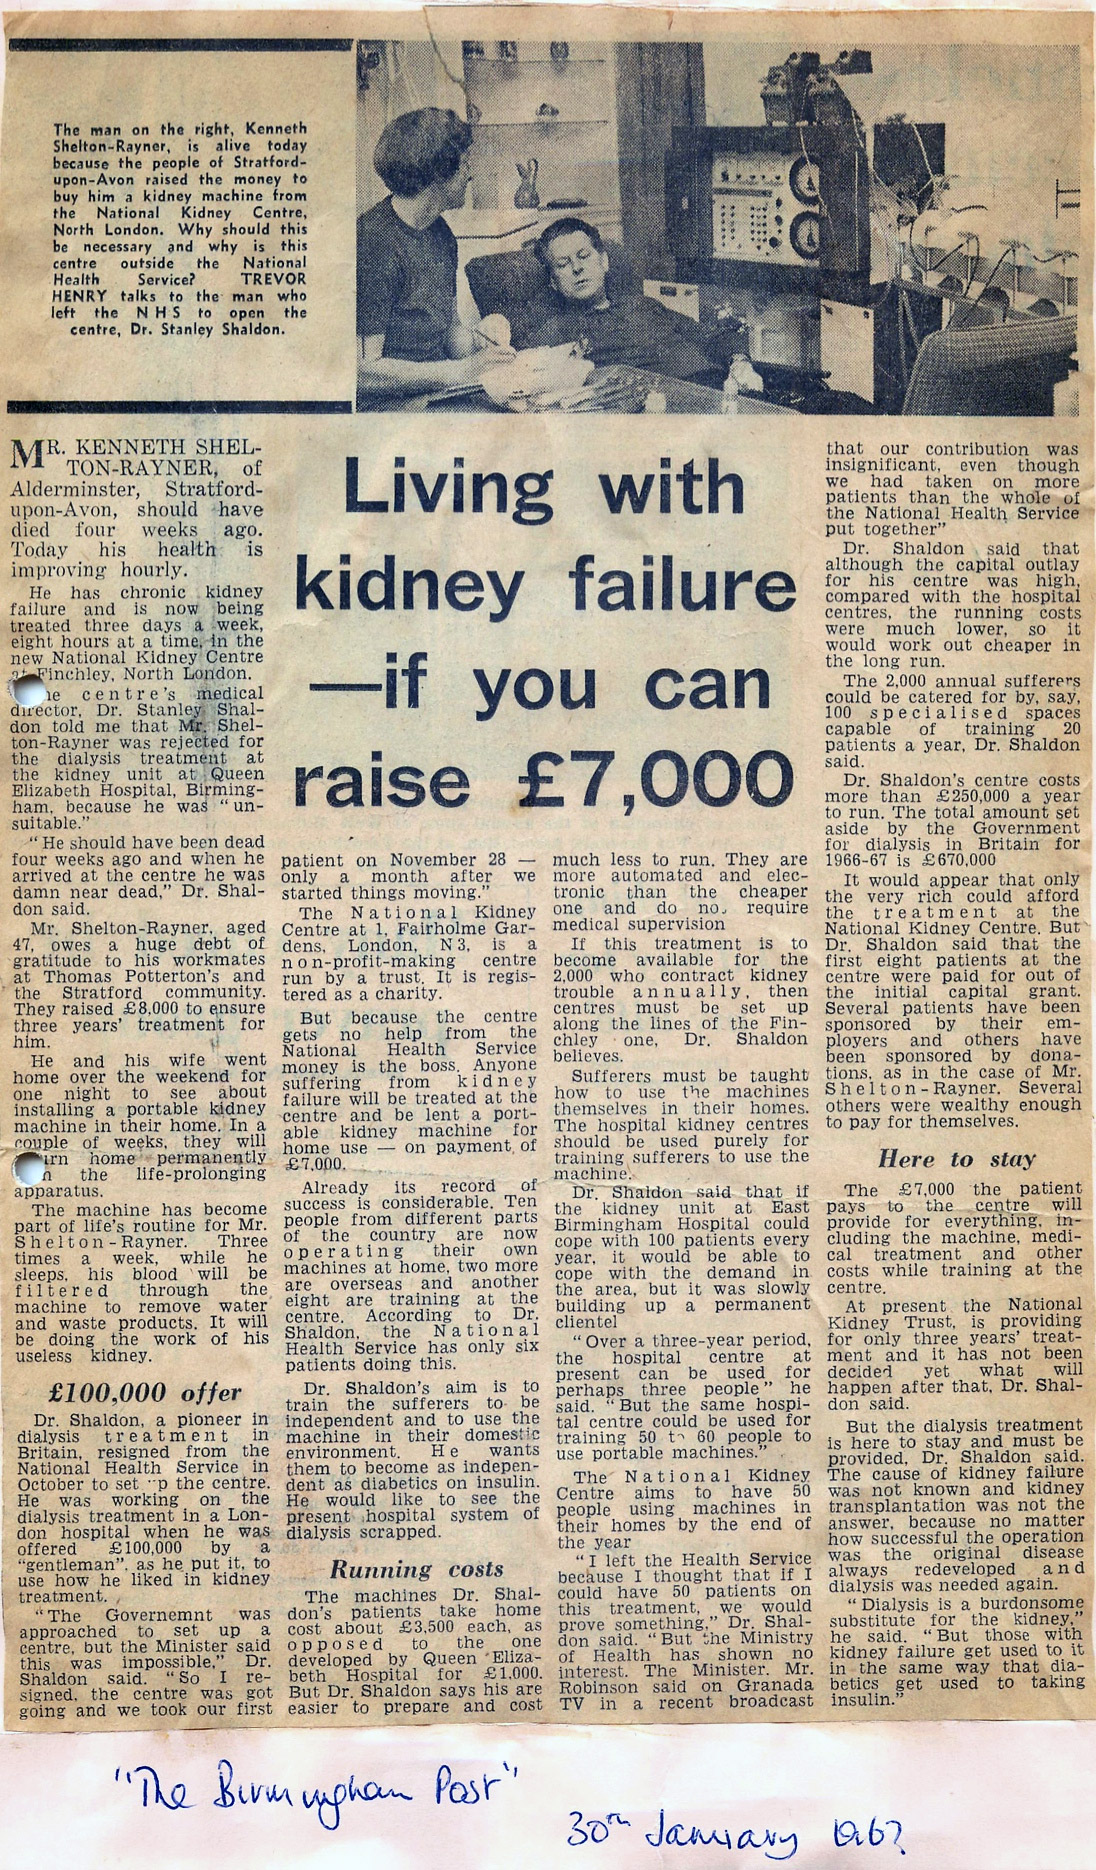 The man on the right, Kenneth
Shelton-Rayner, is alive today
because the people of Stratford-
upon-Avon raised the money to
buy him a kidney machine from
the National Kidney Centre,
North London. Why should this
be necessary and why is this
centre outside the National
Health Service? TREVOR
HENRY talks to the man who
left the NHS to open the
centre, Dr. Stanley Shaldon.
Living with
kidney failure
—if you can
raise £7,000
MR. KENNETH SHEL-
TON-RAYNER, of
Alderminster, Stratford-
upon-Avon, should have
died four weeks ago.
Today his health is
improving hourly.
He has chronic kidney
failure and is now being
treated three days a week,
eight hours at a time, in the
new National Kidney Centre
at Finchley, North London.
centre's medical
director, Dr. Stanley Shal-
don told me that Mr. Shel-
ton-Rayner was rejected for
the dialysis treatment at
the kidney unit at Queen
Elizabeth Hospital, Birming-
ham, because he was "un-
suitable."
"He should have been dead
four weeks ago and when he
arrived at the centre he was
damn near dead," Dr. Shal-
don said.
Mr. Shelton-Rayner, aged
47, owes a huge debt of
gratitude to his workmates
at Thomas Potterton's and
the Stratford community.
They raised £8,000 to ensure
three years' treatment for
him.
He and his wife went
home over the weekend for
one night to see about
installing a portable kidney
machine in their home. In a
couple of weeks, they will
home permanently
the life-prolonging
apparatus.
The machine has become
part of life's routine for Mr.
Shelton-Rayner. Three
times a week, while he
sleeps, his blood will be
filtered through the
machine to remove water
and waste products. It will
be doing the work of his
useless kidney.
£100,000 offer
Dr. Shaldon, a pioneer in
dialysis treatment in
Britain, resigned from the
National Health Service in
October to set p the centre.
He was working on the
dialysis treatment in a Lon-
don hospital when he was
offered £100,000 by a
"gentleman", as he put it, to
use how he liked in kidney
treatment.
"The Governemnt was
approached to set up a
centre, but the Minister said
this was impossible," Dr.
Shaldon said. "So I re-
signed, the centre was got
going and we took our first
patient on November 28 —
only a month after we
started things moving."
The National Kidney
Centre at 1, Fairholme Gar-
dens, London, N3, is a
non-profit-making centre
run by a trust. It is regis-
tered as a charity.
But because the centre
gets no help from the
National Health Service
money is the boss. Anyone
suffering from kidney
failure will be treated at the
centre and be lent a port-
able kidney machine for
home use — on payment of
£7,000.
Already its record of
success is considerable. Ten
people from different parts
of the country are now
operating their own
machines at home, two more
are overseas and another
eight are training at the
centre. According to Dr.
Shaldon, the National
Health Service has only six
patients doing this.
Dr. Shaldon's aim is to
train the sufferers to be
independent and to use the
machine in their domestic
environment. He wants
them to become as indepen-
dent as diabetics on insulin.
He would like to see the
present hospital system of
dialysis scrapped.
Running costs
The machines Dr. Shal-
don's patients take home
cost about £3,500 each, as
opposed to the one
developed by Queen Eliza-
beth Hospital for £1,000.
But Dr. Shaldon says his are
easier to prepare and cost
much less to run. They are
more automated and elec-
tronic than the cheaper
one and do not require
medical supervision
If this treatment is to
become available for the
2,000 who contract kidney
trouble annually, then
centres must be set up
along the lines of the Fin-
chley one, Dr. Shaldon
believes.
Sufferers must be taught
how to use the machines
themselves in their homes.
The hospital kidney centres
should be used purely for
training sufferers to use the
machine.
Dr. Shaldon said that if
the kidney unit at East
Birmingham Hospital could
cope with 100 patients every
year, it would be able to
cope with the demand in
the area, but it was slowly
building up a permanent
clientel
"Over a three-year period,
the hospital centre at
present can be used for
perhaps three people" he
said. "But the same hospi-
tal centre could be used for
training 50 to 60 people to
use portable machines."
The National Kidney
Centre aims to have 50
people using machines in
their homes by the end of
the year
"I left the Health Service
because I thought that if I
could have 50 patients on
this treatment, we would
prove something," Dr. Shal-
don said. "But the Ministry
of Health has shown no
interest. The Minister. Mr.
Robinson said on Granada
TV in a recent broadcast
that our contribution was
insignificant, even though
we had taken on more
patients than the whole of
the National Health Service
put together"
Dr. Shaldon said that
although the capital outlay
for his centre was high,
compared with the hospital
centres, the running costs
were much lower, so it
would work out cheaper in
the long run.
The 2,000 annual sufferers
could be catered for by, say,
100 specialised spaces
capable of training 20
patients a year, Dr. Shaldon
said.
Dr. Shaldon's centre costs
more than £250,000 a year
to run. The total amount set
aside by the Government
for dialysis in Britain for
1966-67 is £670,000
It would appear that only
the very rich could afford
the treatment at the
National Kidney Centre. But
Dr. Shaldon said that the
first eight patients at the
centre were paid for out of
the initial capital grant.
Several patients have been
sponsored by their em-
ployers and others have
been sponsored by dona-
tions, as in the case of Mr.
Shelton-Rayner. Several
others were wealthy enough
to pay for themselves.
Here to stay
The £7,000 the patient
pays to the centre will
provide for everything, in-
cluding the machine, medi-
cal treatment and other
costs while training at the
centre.
At present the National
Kidney Trust, is providing
for only three years' treat-
ment and it has not been
decided yet what will
happen after that, Dr. Shal-
don said.
But the dialysis treatment
is here to stay and must be
provided, Dr. Shaldon said.
The cause of kidney failure
was not known and kidney
transplantation was not the
answer, because no matter
how successful the operation
was the original disease
always redeveloped and
dialysis was needed again.
"Dialysis is a burdonsome
substitute for the kidney,"
he said. "But those with
kidney failure get used to it
in the same way that dia-
betics get used to taking
insulin."
"The Birmingham Post"
30th January 1967